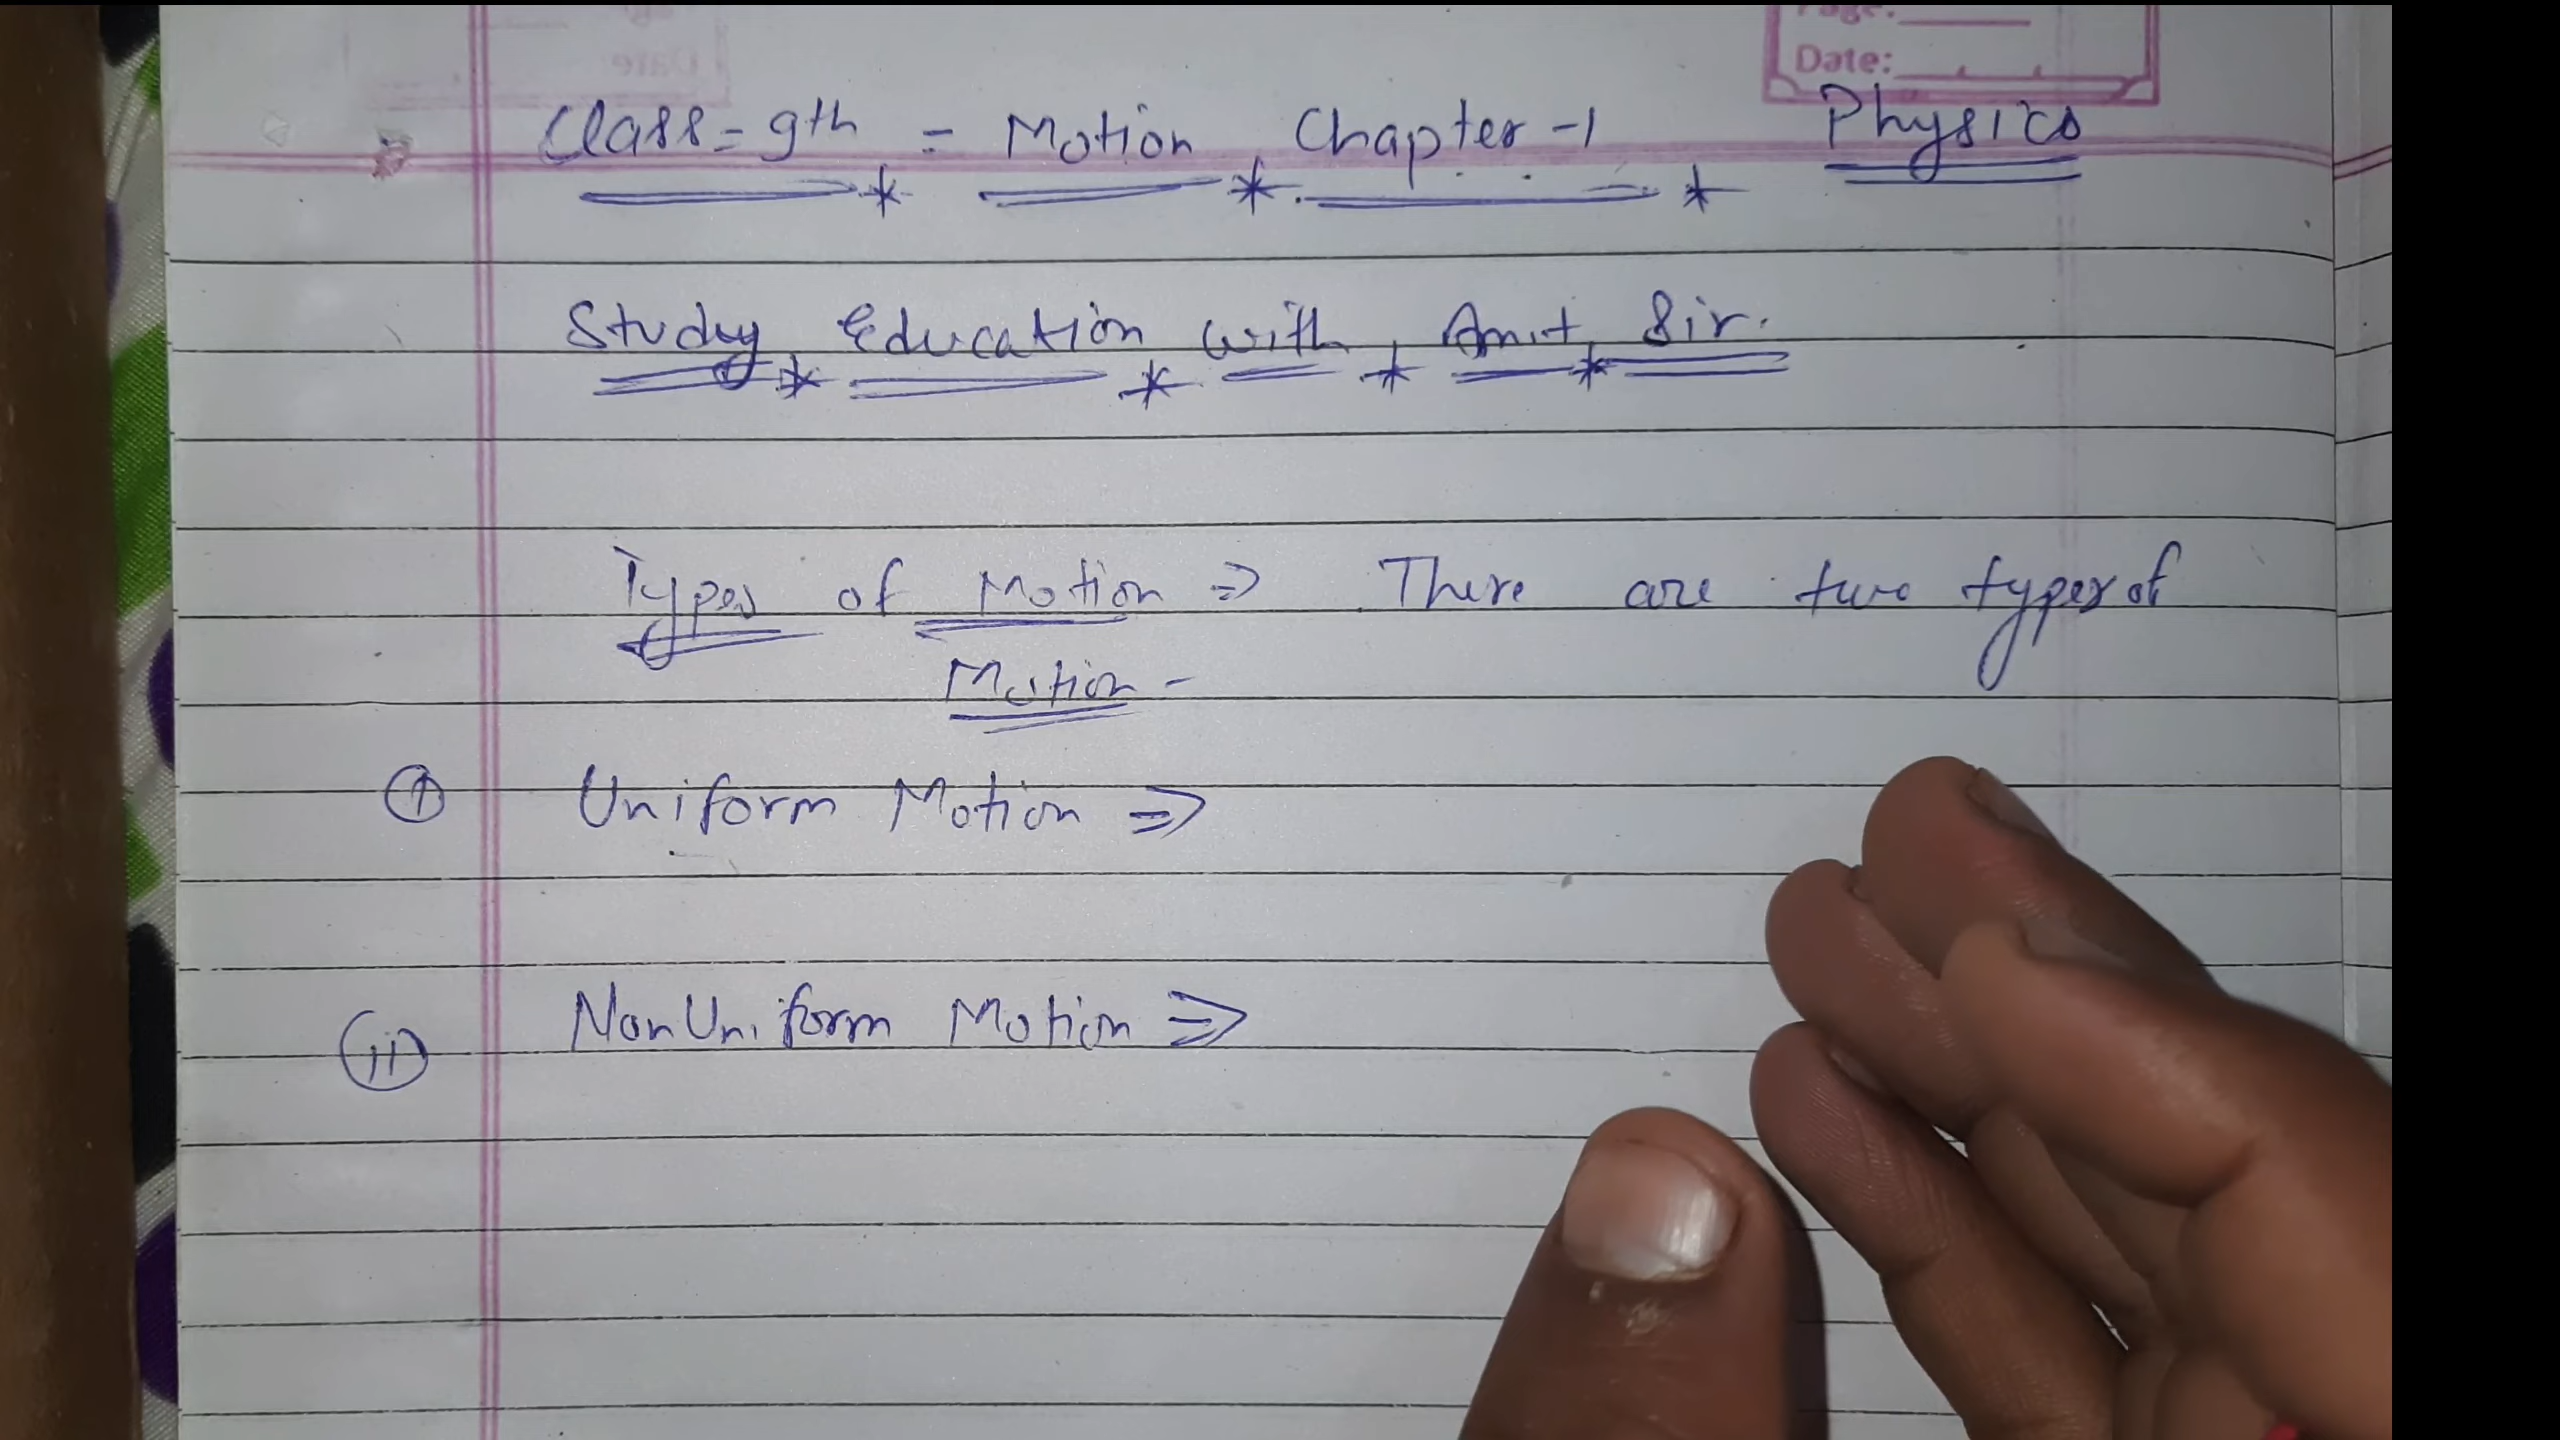 Page:
Date:
Class = 9th = Motion Chapter -1 Physics
Study Education with Amit Sir.
Types of Motion ⇒ There are two types of
Motion -
(i) Uniform Motion ⇒
(ii) NonUniform Motion ⇒